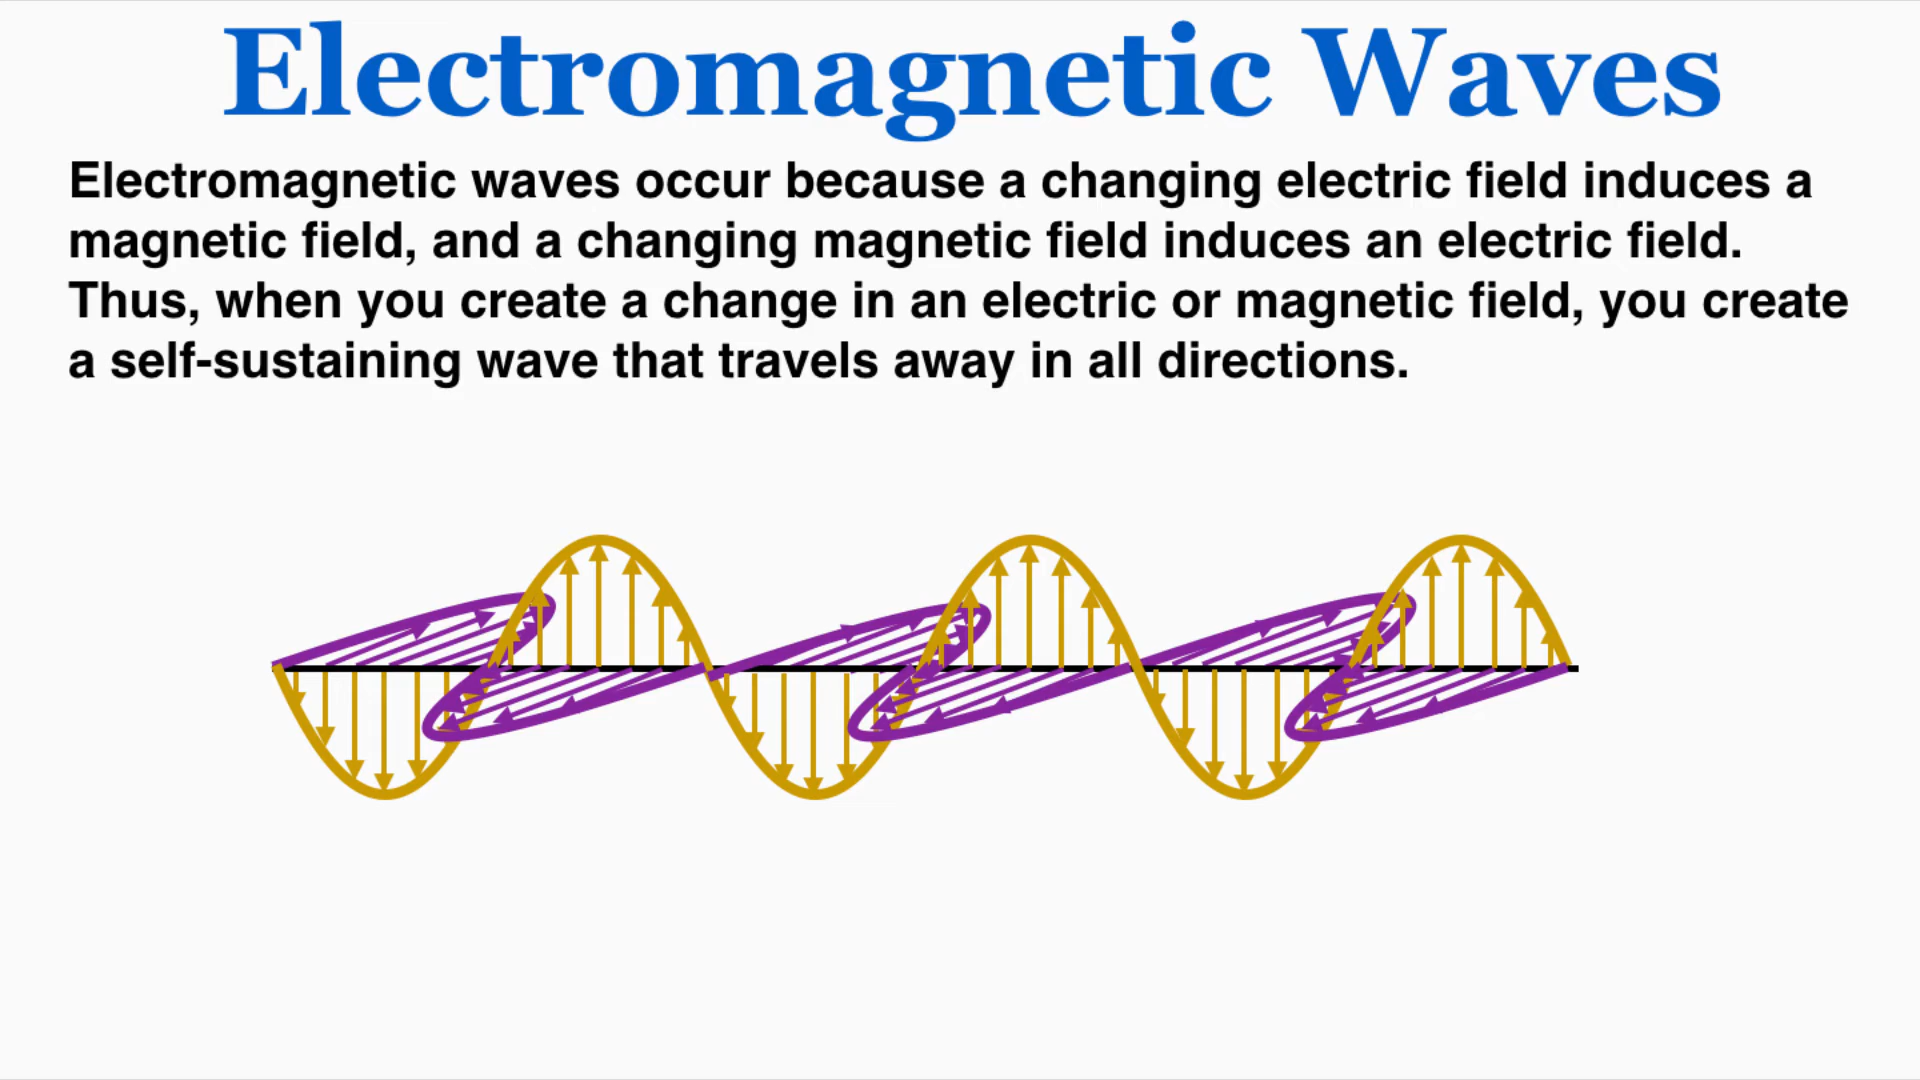 Electromagnetic Waves
Electromagnetic waves occur because a changing electric field induces a
magnetic field, and a changing magnetic field induces an electric field.
Thus, when you create a change in an electric or magnetic field, you create
a self-sustaining wave that travels away in all directions.